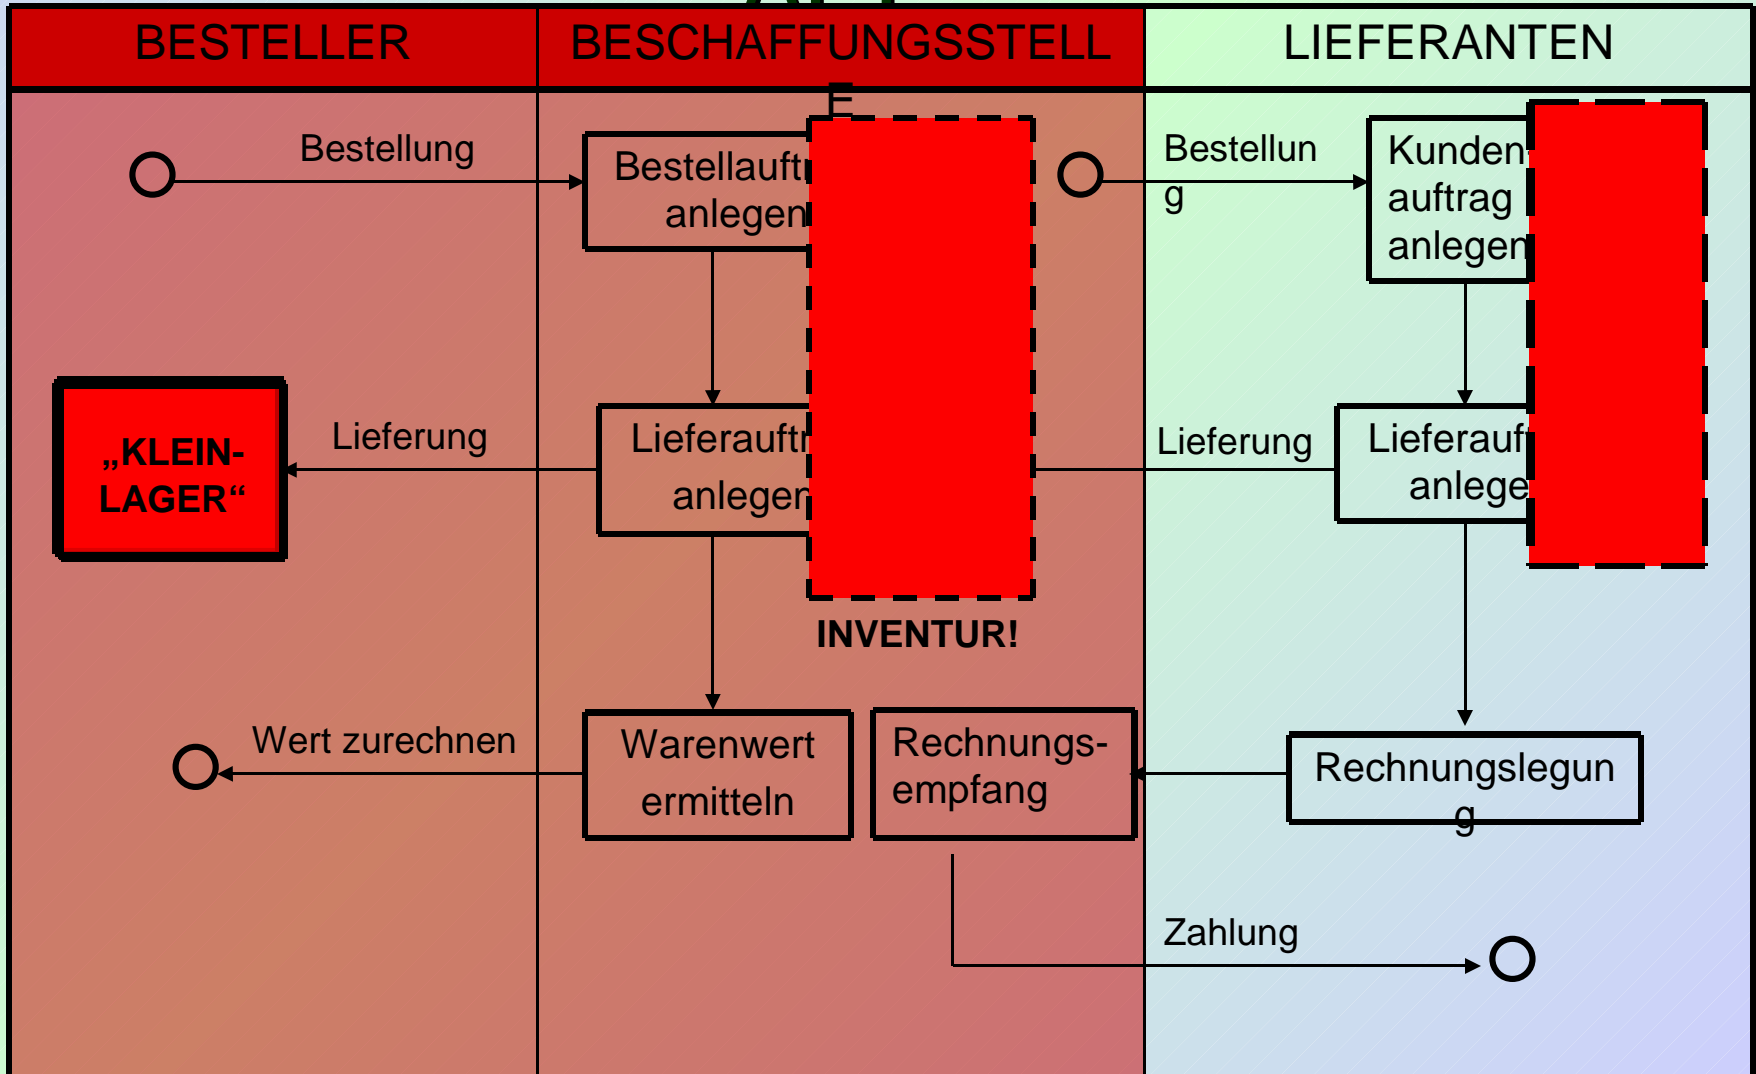 BESTELLER
BESCHAFFUNGSSTELL
E
LIEFERANTEN
Bestellung
Bestellauftr
anlegen
Bestellun
g
Kunden-
auftrag
anlegen
„KLEIN-
LAGER“
Lieferung
Lieferauftr
anlegen
Lieferung
Lieferauf
anlege
INVENTUR!
Wert zurechnen
Warenwert
ermitteln
Rechnungs-
empfang
Rechnungslegun
g
Zahlung